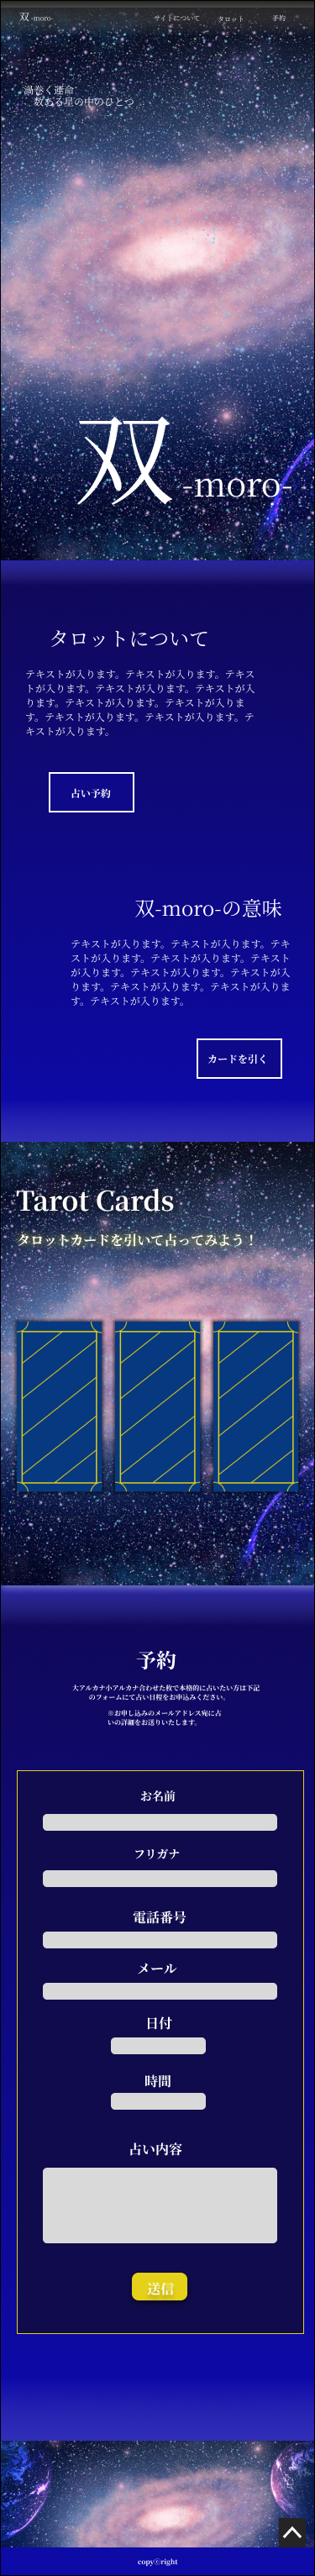 双 -moro-
サイトについて タロット 予約
渦巻く運命
数ある星の中のひとつ
双 -moro-
タロットについて
テキストが入ります。テキストが入ります。テキス
トが入ります。テキストが入ります。テキストが入
ります。テキストが入ります。テキストが入りま
す。テキストが入ります。テキストが入ります。テ
キストが入ります。
占い予約
双-moro-の意味
テキストが入ります。テキストが入ります。テキ
ストが入ります。テキストが入ります。テキスト
が入ります。テキストが入ります。テキストが入
ります。テキストが入ります。テキストが入りま
す。テキストが入ります。
カードを引く
Tarot Cards
タロットカードを引いて占ってみよう！
予約
大アルカナ小アルカナ合わせた枚で本格的に占いたい方は下記
のフォームにて占い日程をお申込みください。
※お申し込みのメールアドレス宛に占
いの詳細をお送りいたします。
お名前
フリガナ
電話番号
メール
日付
時間
占い内容
送信
copyⓒright